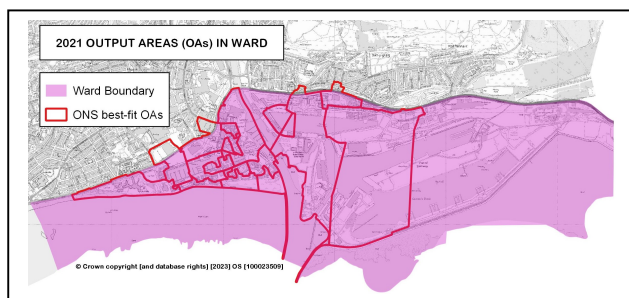 2021 OUTPUT AREAS (OAs) IN WARD
Ward Boundary
ONS best-fit OAs
© Crown copyright [and database rights] [2023] OS [100023509]